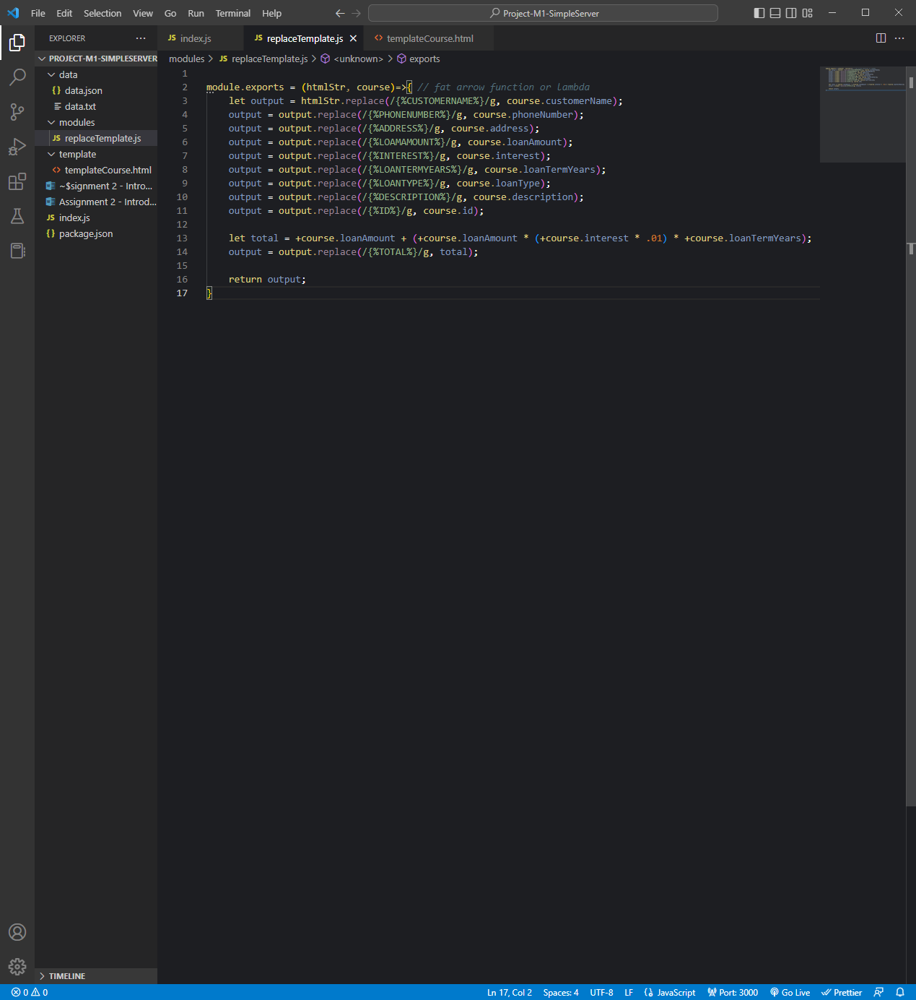 File Edit Selection View Go Run Terminal Help
Project-M1-SimpleServer
EXPLORER
PROJECT-M1-SIMPLESERVER
data
{} data.json
data.txt
modules
JS replaceTemplate.js
template
<> templateCourse.html
~$signment 2 - Intro...
Assignment 2 - Introd...
JS index.js
{} package.json
TIMELINE
JS index.js
JS replaceTemplate.js
<> templateCourse.html
modules > JS replaceTemplate.js > <unknown> > exports
1
2 module.exports = (htmlStr, course)=>{ // fat arrow function or lambda
3 let output = htmlStr.replace(/{%CUSTOMERNAME%}/g, course.customerName);
4 output = output.replace(/{%PHONENUMBER%}/g, course.phoneNumber);
5 output = output.replace(/{%ADDRESS%}/g, course.address);
6 output = output.replace(/{%LOAMAMOUNT%}/g, course.loanAmount);
7 output = output.replace(/{%INTEREST%}/g, course.interest);
8 output = output.replace(/{%LOANTERMYEARS%}/g, course.loanTermYears);
9 output = output.replace(/{%LOANTYPE%}/g, course.loanType);
10 output = output.replace(/{%DESCRIPTION%}/g, course.description);
11 output = output.replace(/{%ID%}/g, course.id);
12
13 let total = +course.loanAmount + (+course.loanAmount * (+course.interest * .01) * +course.loanTermYears);
14 output = output.replace(/{%TOTAL%}/g, total);
15
16 return output;
17 }
0 0
Ln 17, Col 2 Spaces: 4 UTF-8 LF {} JavaScript Port: 3000 Go Live Prettier